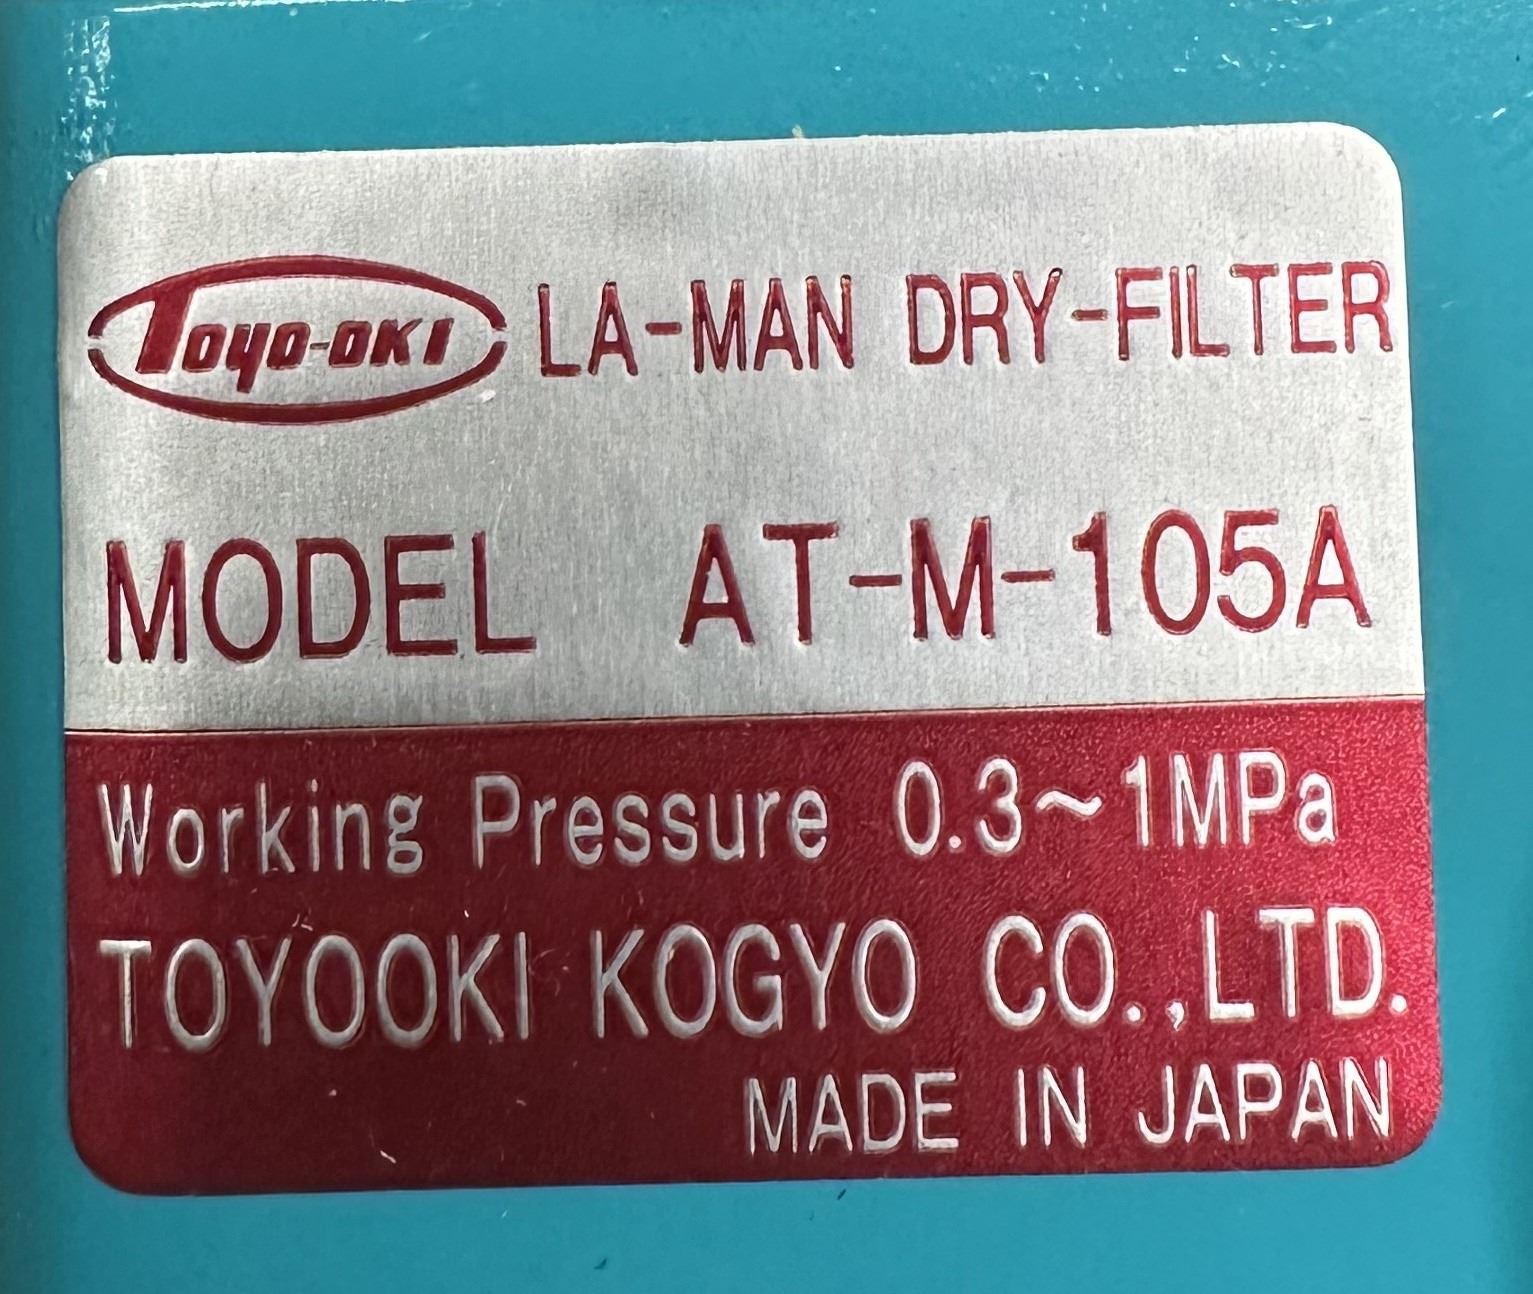 TOYO-OKI LA-MAN DRY-FILTER
MODEL AT-M-105A
Working Pressure 0.3~1MPa
TOYOOKI KOGYO CO.,LTD.
MADE IN JAPAN